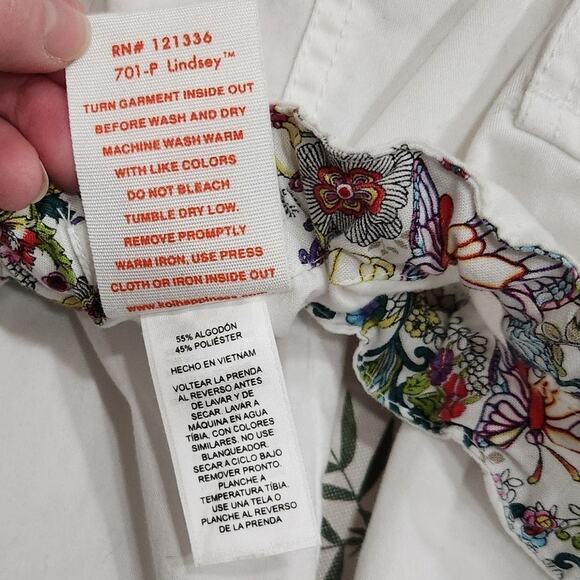 RN# 121336
701-P Lindsey™
TURN GARMENT INSIDE OUT
BEFORE WASH AND DRY
MACHINE WASH WARM
WITH LIKE COLORS
DO NOT BLEACH
TUMBLE DRY LOW.
REMOVE PROMPTLY
WARM IRON, USE PRESS
CLOTH OR IRON INSIDE OUT
www.koihappiness.com
55% ALGODÓN
45% POLIÉSTER
HECHO EN VIETNAM
VOLTEAR LA PRENDA
AL REVERSO ANTES
DE LAVAR Y DE
SECAR. LAVAR A
MÁQUINA EN AGUA
TÍBIA, CON COLORES
SIMILARES. NO USE
BLANQUEADOR.
SECAR A CICLO BAJO
REMOVER PRONTO.
PLANCHE A
TEMPERATURA TÍBIA.
USE UNA TELA O
PLANCHE AL REVERSO
DE LA PRENDA